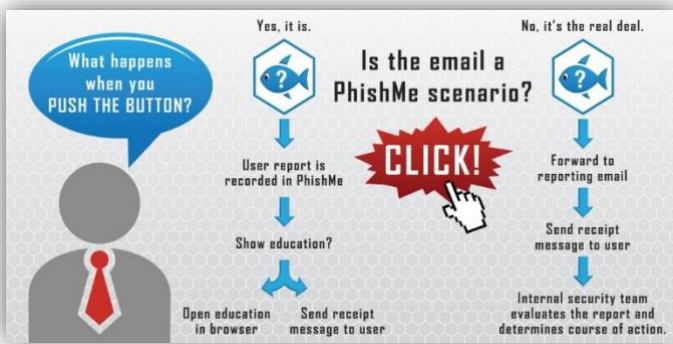 What happens
when you
PUSH THE BUTTON?
Yes, it is.
?
User report is
recorded in PhishMe
Show education?
Open education
in browser
Send receipt
message to user
Is the email a
PhishMe scenario?
CLICK!
No, it's the real deal.
?
Forward to
reporting email
Send receipt
message to user
Internal security team
evaluates the report and
determines course of action.